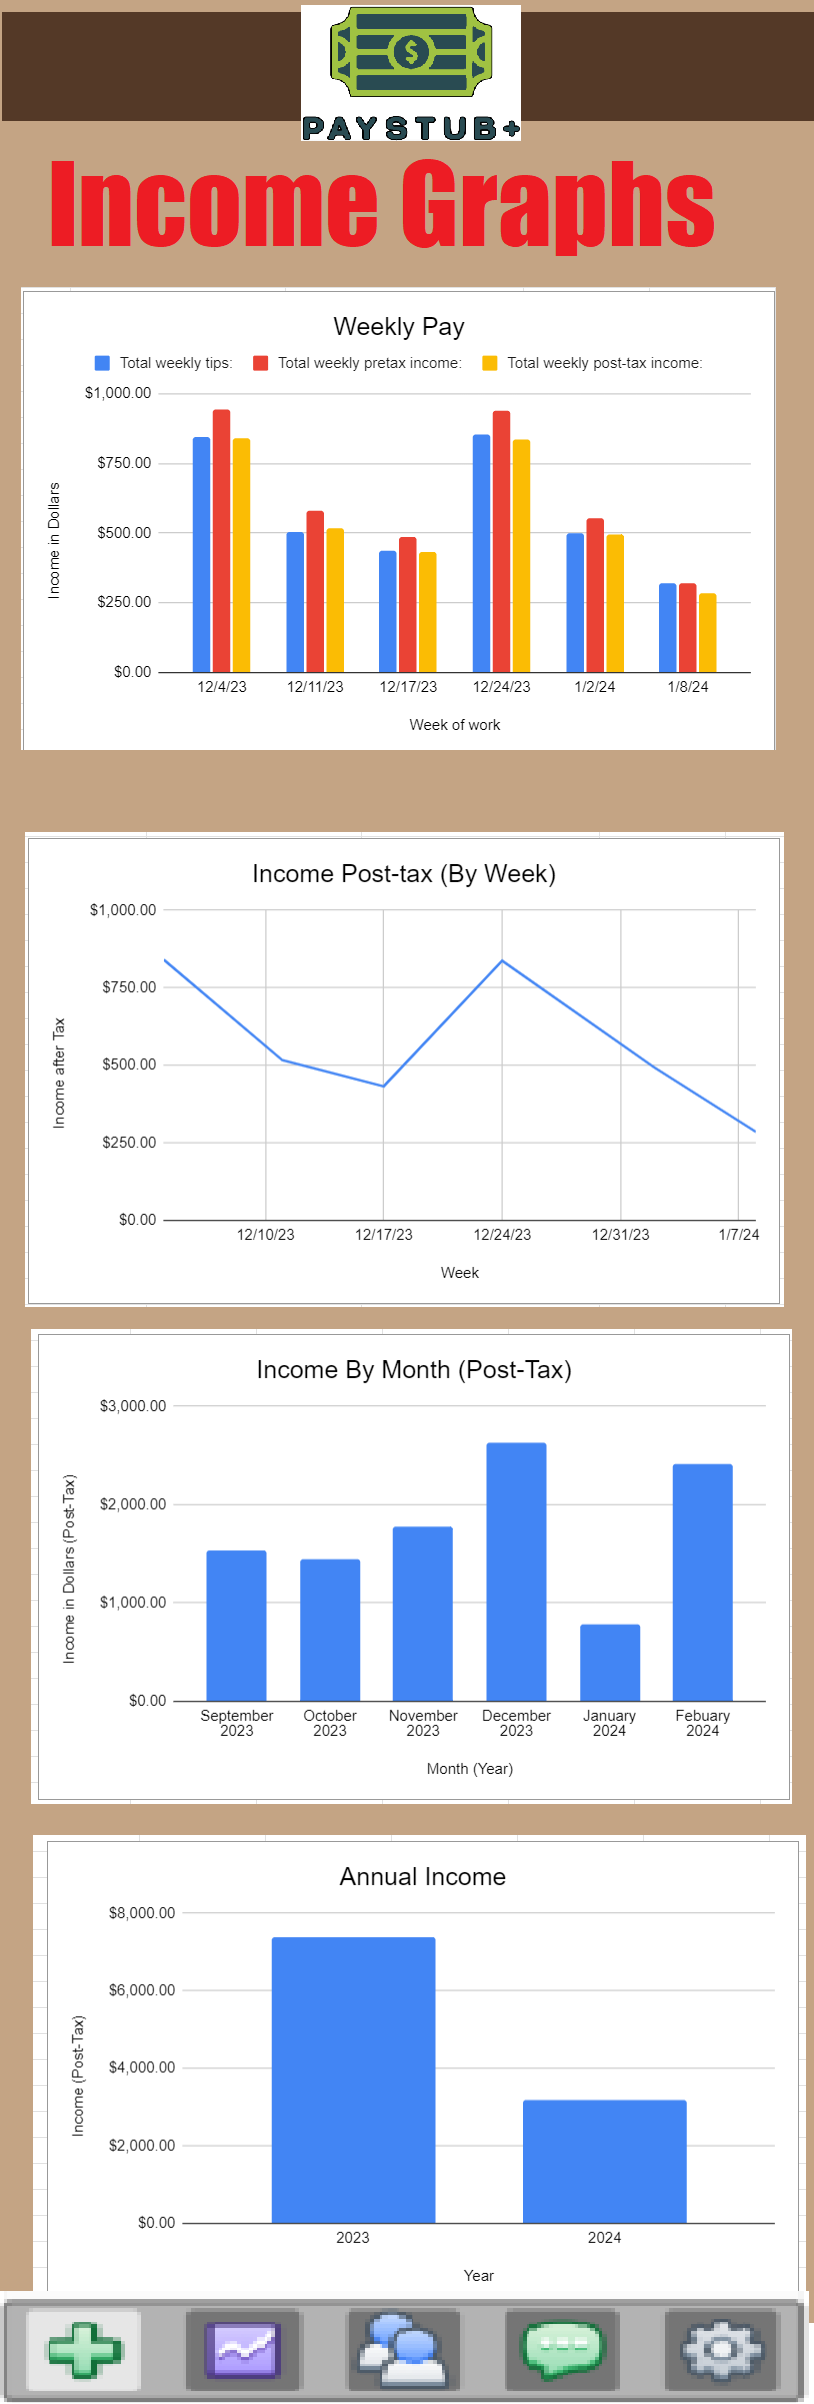 PAYSTUB+
Income Graphs
Weekly Pay
Total weekly tips: Total weekly pretax income: Total weekly post-tax income:
$1,000.00
$750.00
$500.00
$250.00
$0.00
Income in Dollars
12/4/23 12/11/23 12/17/23 12/24/23 1/2/24 1/8/24
Week of work
Income Post-tax (By Week)
$1,000.00
$750.00
$500.00
$250.00
$0.00
Income after Tax
12/10/23 12/17/23 12/24/23 12/31/23 1/7/24
Week
Income By Month (Post-Tax)
$3,000.00
$2,000.00
$1,000.00
$0.00
Income in Dollars (Post-Tax)
September October November December January Febuary
2023 2023 2023 2023 2024 2024
Month (Year)
Annual Income
$8,000.00
$6,000.00
$4,000.00
$2,000.00
$0.00
Income (Post-Tax)
2023 2024
Year